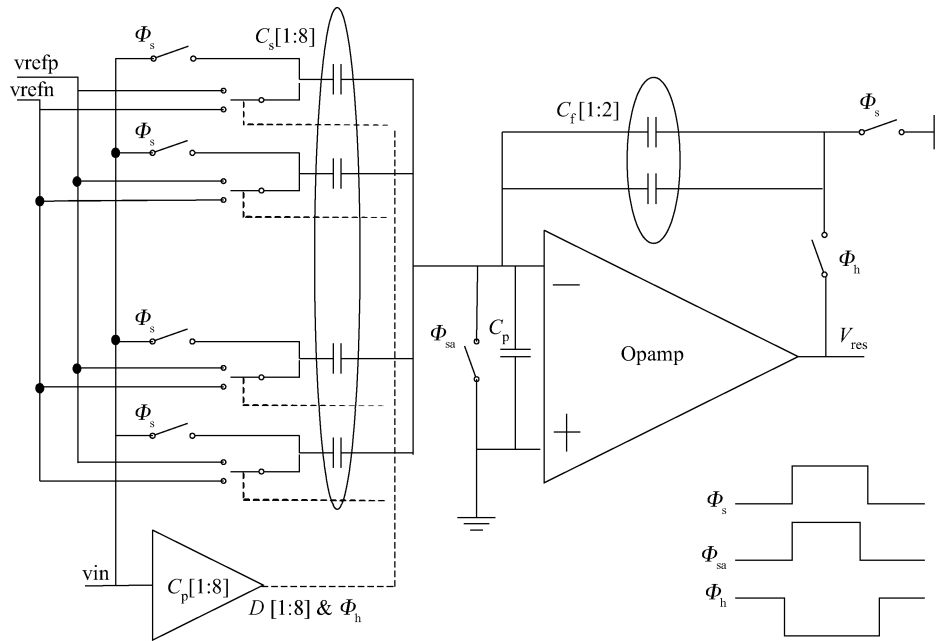 Φs
Cs[1:8]
vrefp
vrefn
Φs
Cf[1:2]
Φs
Φh
Φs
Φsa
Cp
Opamp
Vres
Φs
vin
Cp[1:8]
D [1:8] & Φh
Φs
Φsa
Φh